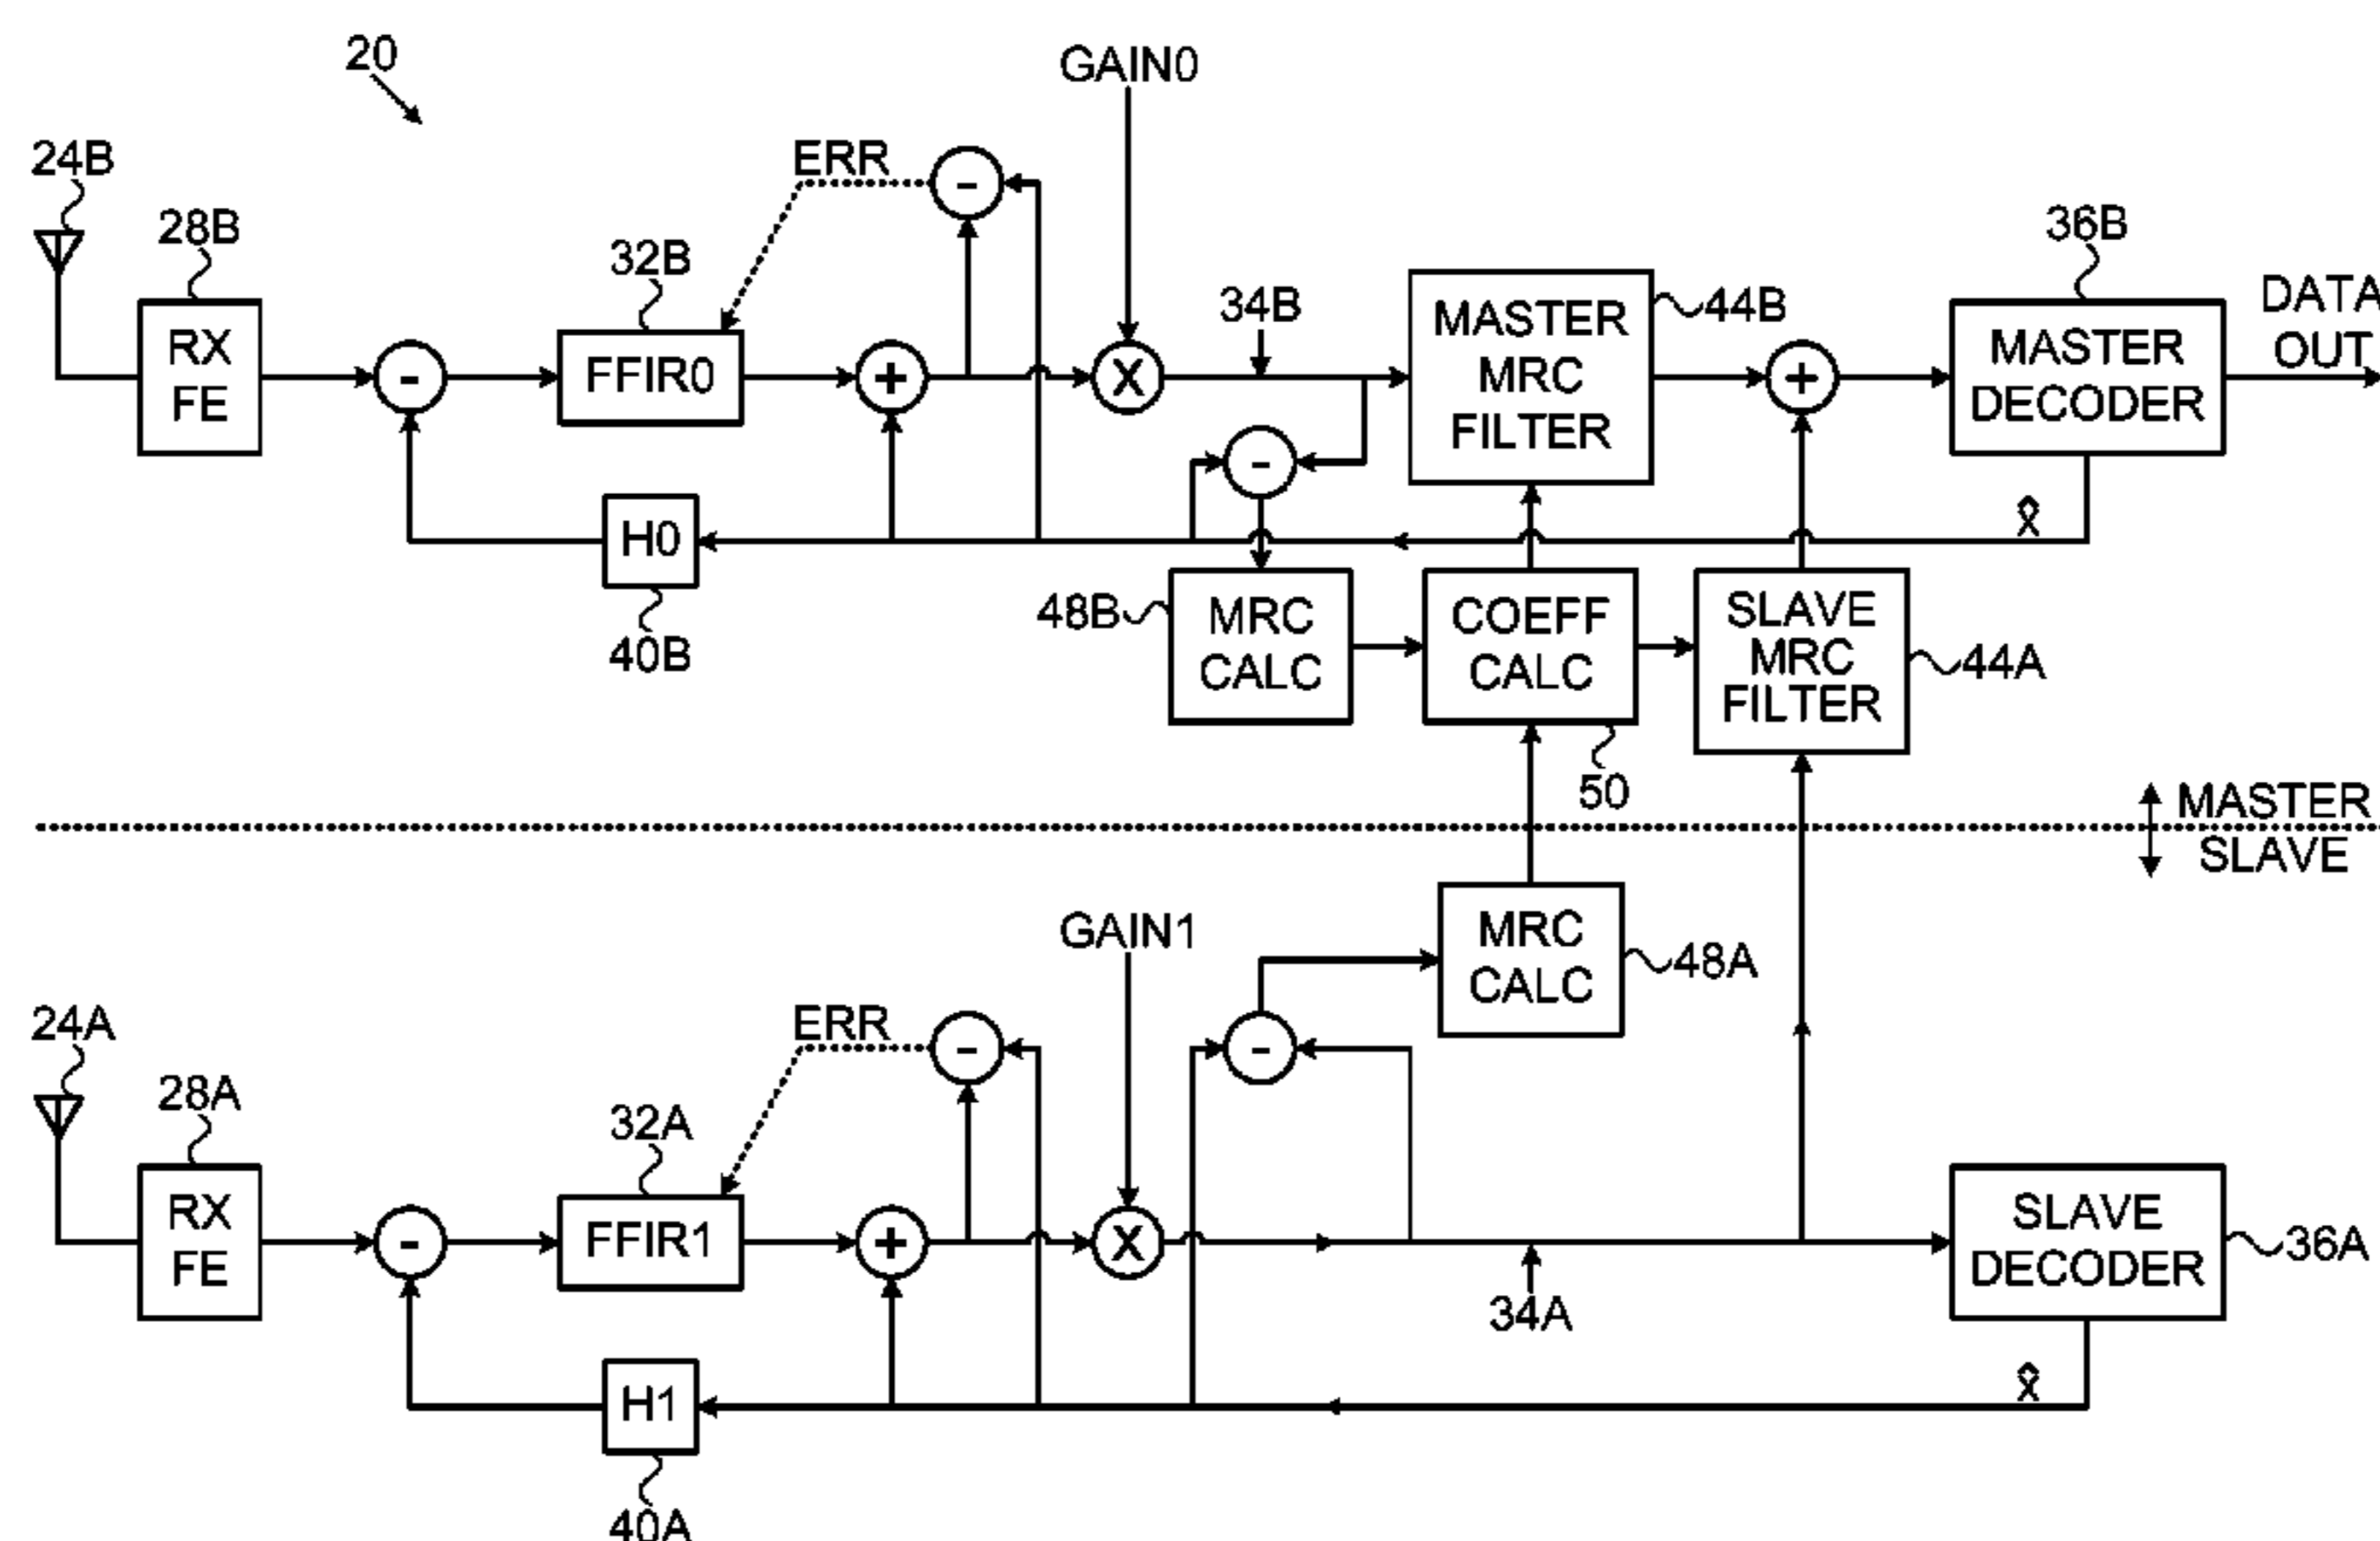 20
GAIN0
24B
ERR
-
28B
32B
34B
36B
RX
FE
-
FFIR0
+
X
MASTER
MRC
FILTER
44B
+
MASTER
DECODER
DATA
OUT
-
H0
x̂
40B
48B
MRC
CALC
COEFF
CALC
SLAVE
MRC
FILTER
44A
50
MASTER
SLAVE
GAIN1
MRC
CALC
48A
24A
ERR
-
-
28A
32A
RX
FE
-
FFIR1
+
X
34A
SLAVE
DECODER
36A
H1
x̂
40A